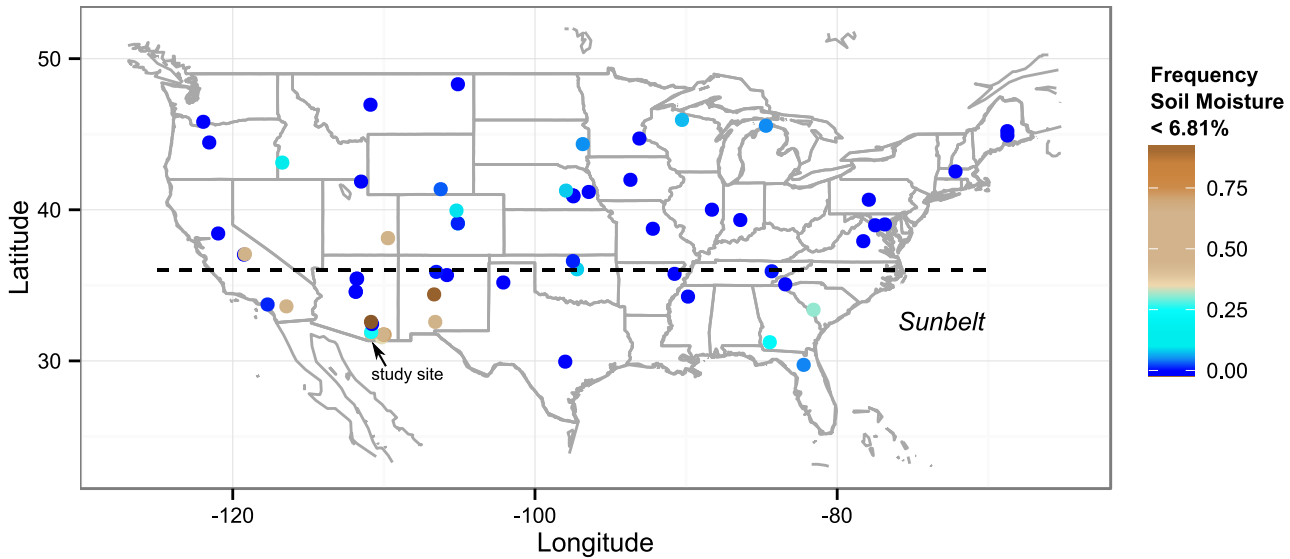 50
40
30
Latitude
-120
-100
-80
Longitude
Sunbelt
study site
Frequency
Soil Moisture
< 6.81%
0.75
0.50
0.25
0.00